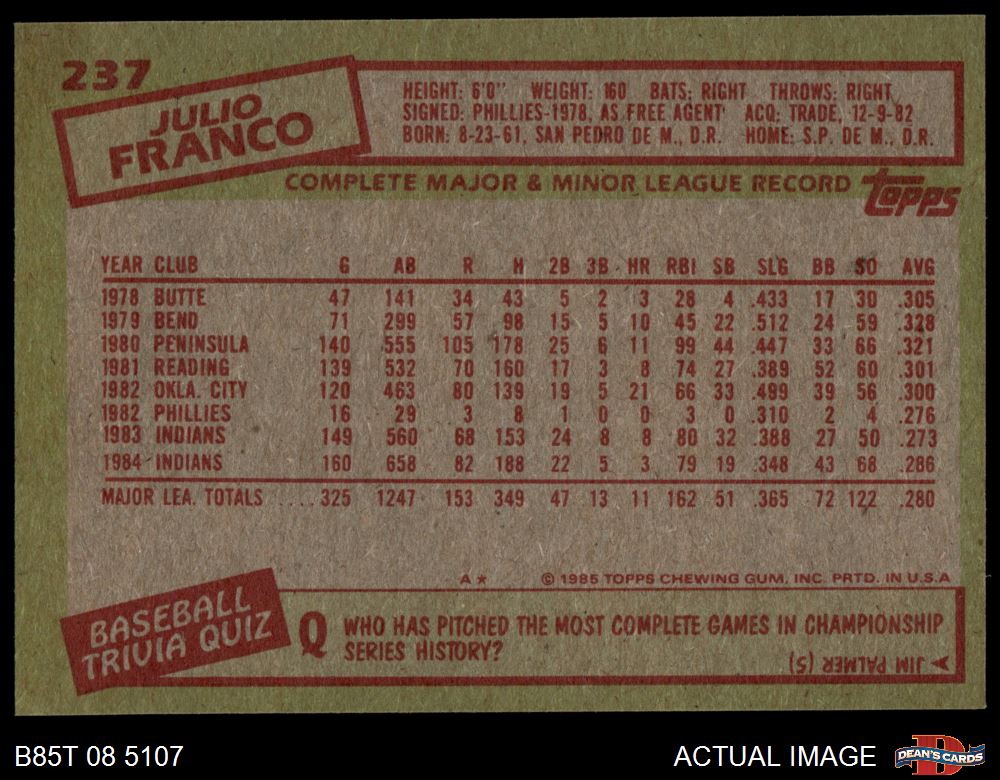 237
JULIO
FRANCO
HEIGHT: 6'0" WEIGHT: 160 BATS: RIGHT THROWS: RIGHT
SIGNED: PHILLIES-1978, AS FREE AGENT ACQ: TRADE, 12-9-82
BORN: 8-23-61, SAN PEDRO DE M., D.R. HOME: S.P. DE M., D.R.
COMPLETE MAJOR & MINOR LEAGUE RECORD
Topps
YEAR CLUB G AB R H 2B 3B HR RBI SB SLG BB SO AVG
1978 BUTTE 47 141 34 43 5 2 3 28 4 .433 17 30 .305
1979 BEND 71 299 57 98 15 5 10 45 22 .512 24 59 .328
1980 PENINSULA 140 555 105 178 25 6 11 99 44 .447 33 66 .321
1981 READING 139 532 70 160 17 3 8 74 27 .389 52 60 .301
1982 OKLA. CITY 120 463 80 139 19 5 21 66 33 .499 39 56 .300
1982 PHILLIES 16 29 3 8 1 0 0 3 0 .310 2 4 .276
1983 INDIANS 149 560 68 153 24 8 8 80 32 .388 27 50 .273
1984 INDIANS 160 658 82 188 22 5 3 79 19 .348 43 68 .286
MAJOR LEA. TOTALS .... 325 1247 153 349 47 13 11 162 51 .365 72 122 .280
A* © 1985 TOPPS CHEWING GUM, INC. PRTD. IN U.S.A
BASEBALL
TRIVIA QUIZ
Q WHO HAS PITCHED THE MOST COMPLETE GAMES IN CHAMPIONSHIP
SERIES HISTORY?
JIM PALMER (5)
B85T 08 5107
ACTUAL IMAGE
D
DEAN'S CARDS